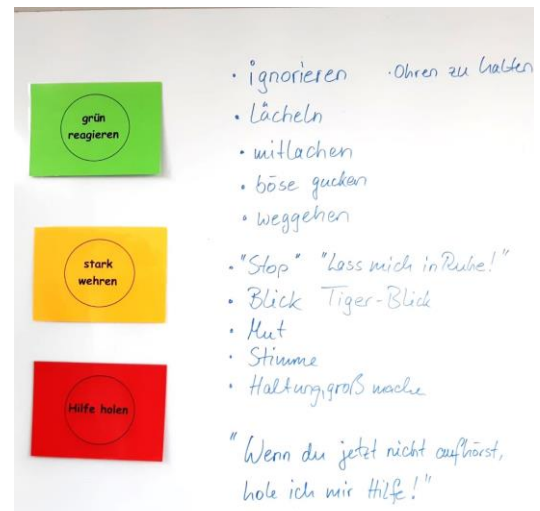 • ignorieren • Ohren zu halten
grün
reagieren
• Lächeln
• mitlachen
• böse gucken
• weggehen
stark
wehren
• "Stop" "Lass mich in Ruhe!"
• Blick Tiger-Blick
• Mut
• Stimme
• Haltung, groß mache
Hilfe holen
"Wenn du jetzt nicht aufhörst,
hole ich mir Hilfe!"